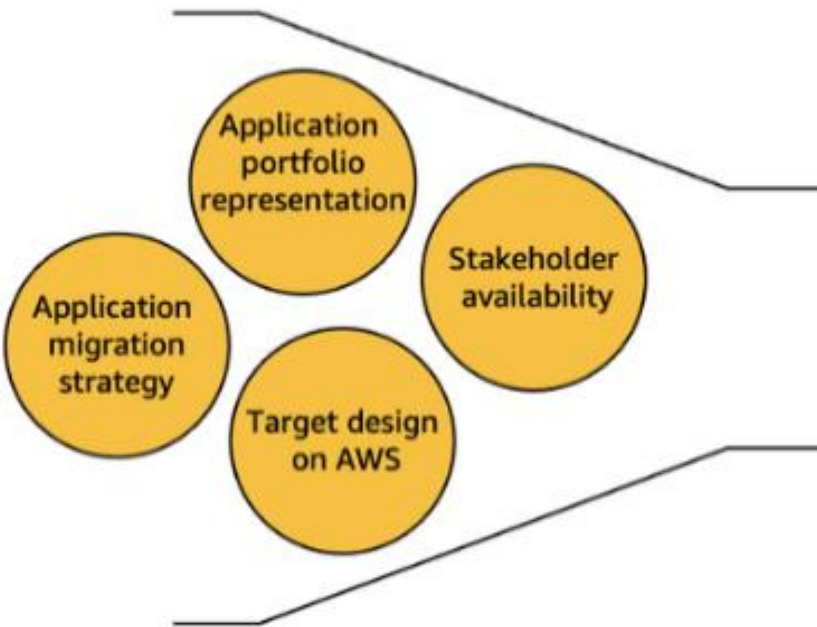 Application
portfolio
representation
Stakeholder
availability
Application
migration
strategy
Target design
on AWS